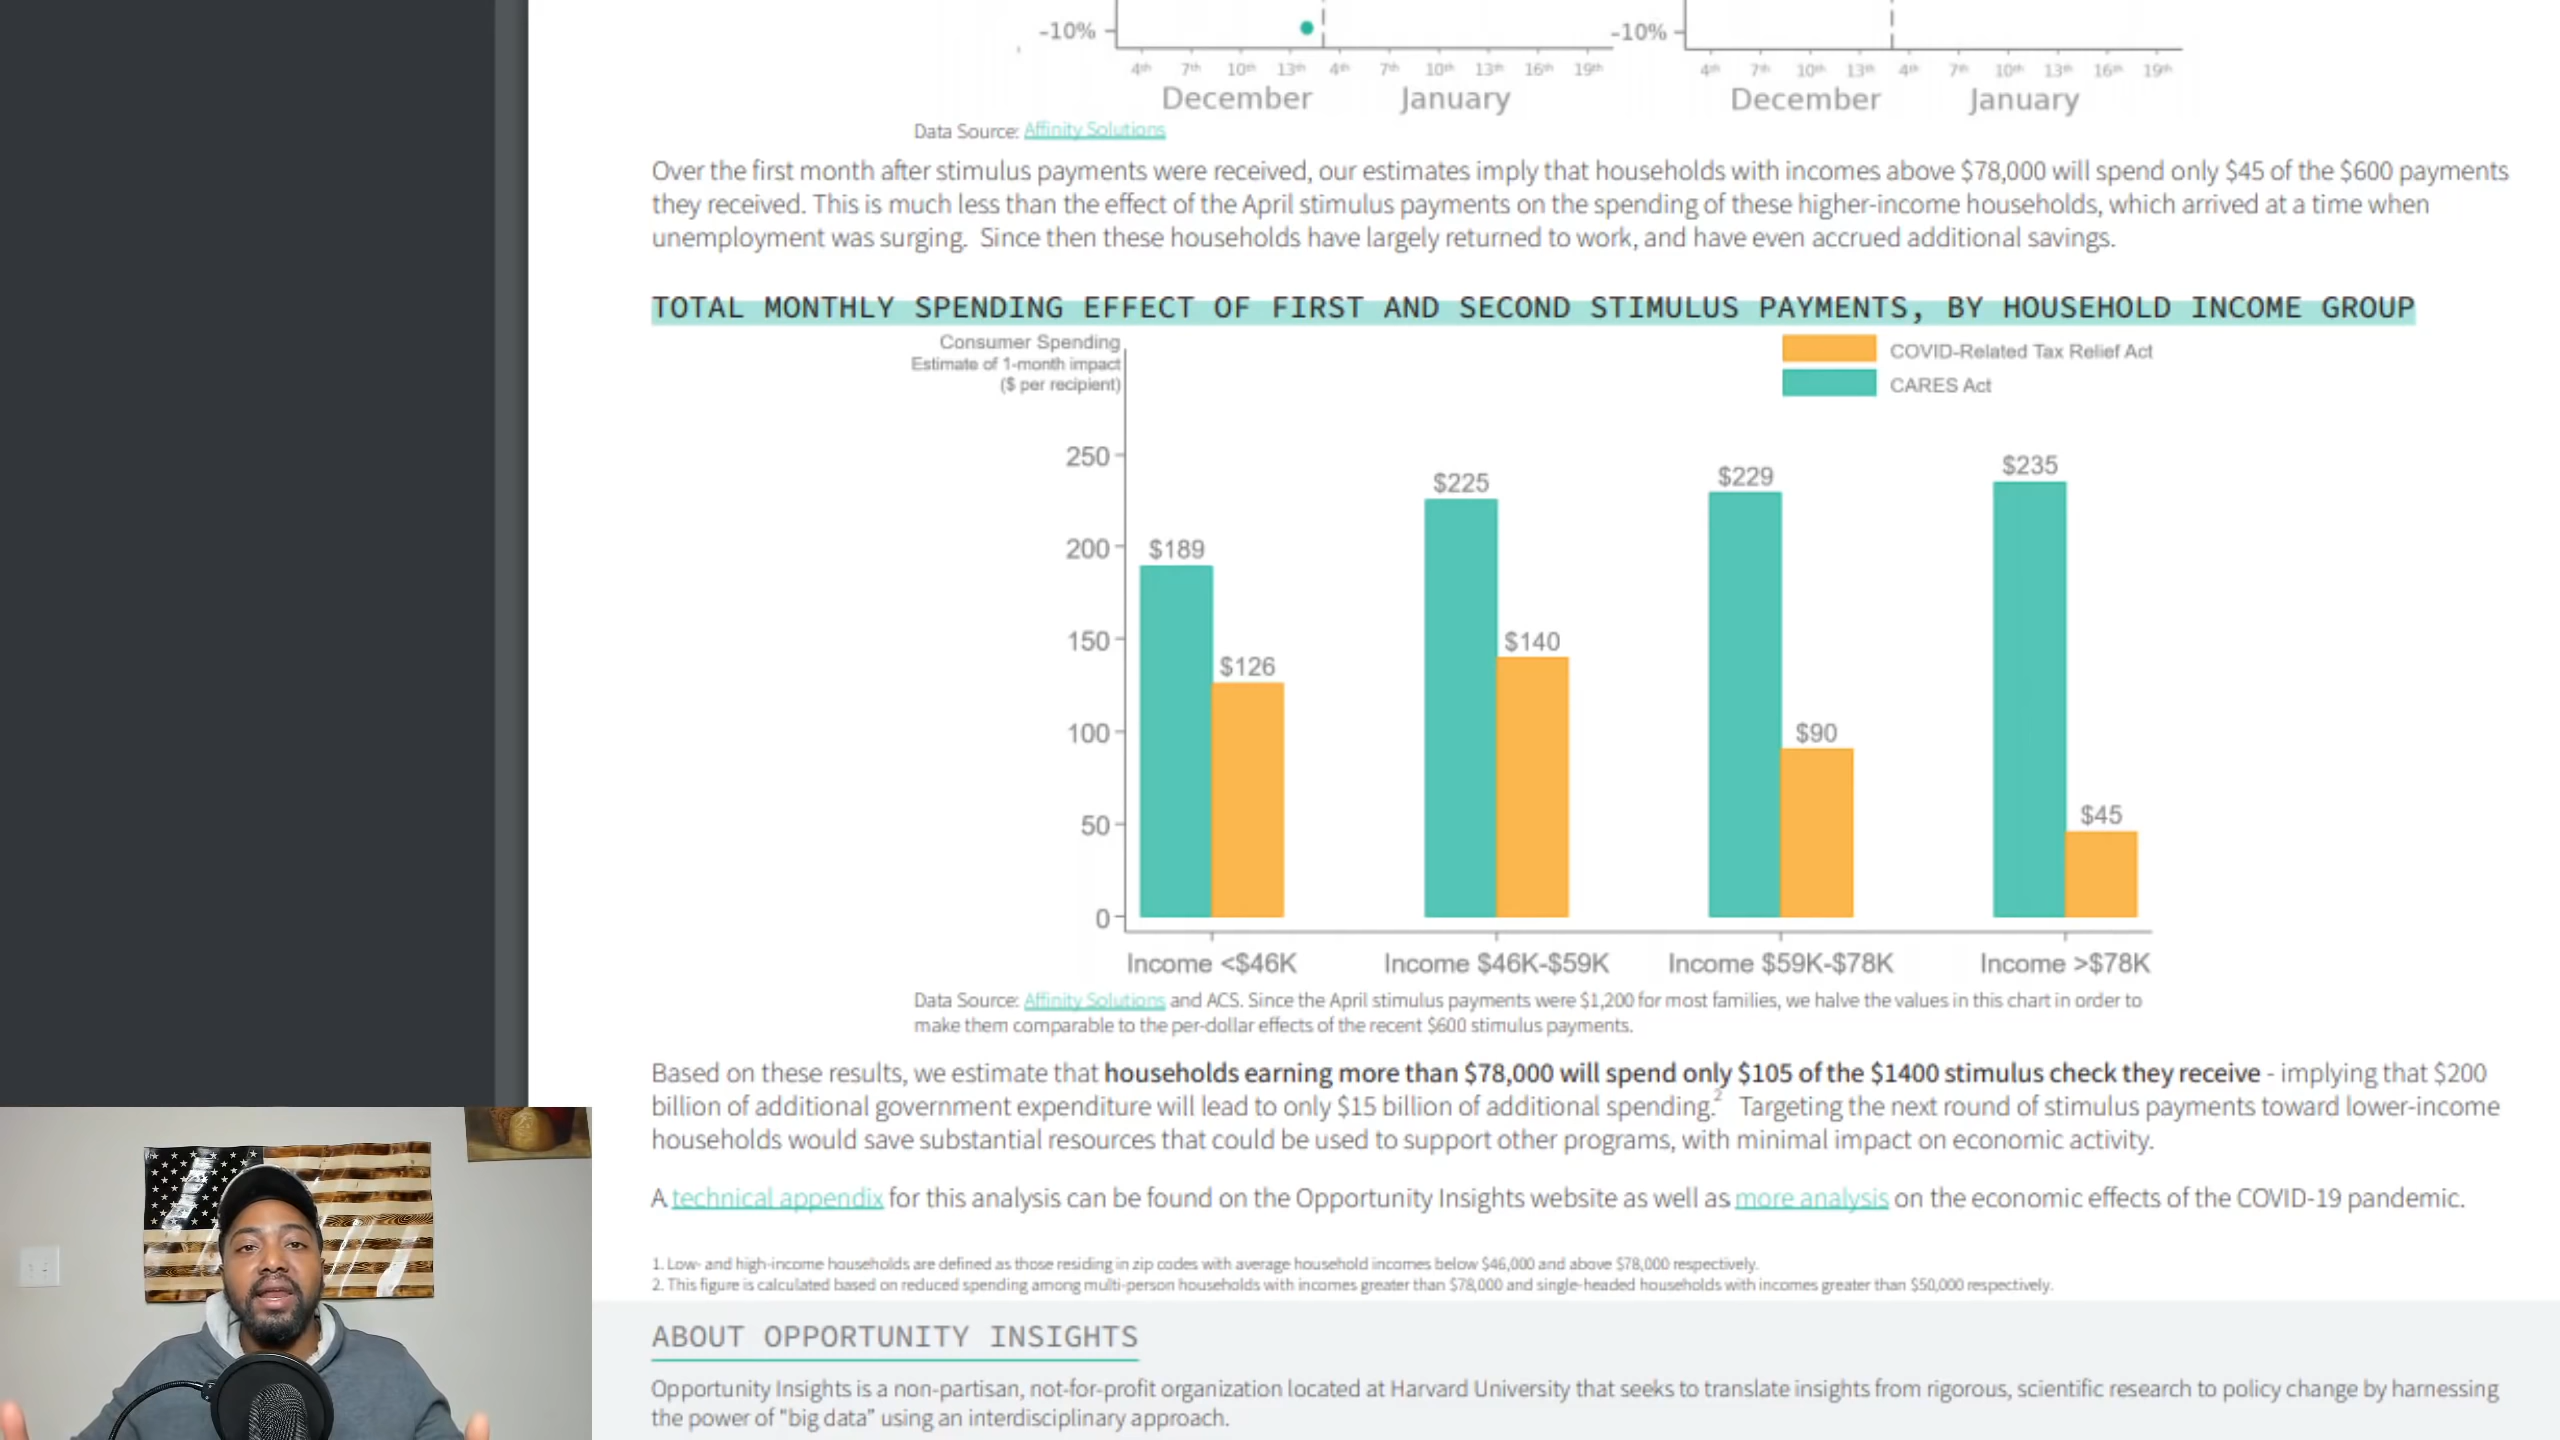 -10%
-10%
4th 7th 10th 13th 4th 7th 10th 13th 16th 19th
4th 7th 10th 13th 4th 7th 10th 13th 16th 19th
December January
December January
Data Source: Affinity Solutions
Over the first month after stimulus payments were received, our estimates imply that households with incomes above $78,000 will spend only $45 of the $600 payments
they received. This is much less than the effect of the April stimulus payments on the spending of these higher-income households, which arrived at a time when
unemployment was surging. Since then these households have largely returned to work, and have even accrued additional savings.
TOTAL MONTHLY SPENDING EFFECT OF FIRST AND SECOND STIMULUS PAYMENTS, BY HOUSEHOLD INCOME GROUP
Consumer Spending
Estimate of 1-month impact
($ per recipient)
COVID-Related Tax Relief Act
CARES Act
250
200
150
100
50
0
$189
$126
$225
$140
$229
$90
$235
$45
Income <$46K Income $46K-$59K Income $59K-$78K Income >$78K
Data Source: Affinity Solutions and ACS. Since the April stimulus payments were $1,200 for most families, we halve the values in this chart in order to
make them comparable to the per-dollar effects of the recent $600 stimulus payments.
Based on these results, we estimate that households earning more than $78,000 will spend only $105 of the $1400 stimulus check they receive - implying that $200
billion of additional government expenditure will lead to only $15 billion of additional spending.2 Targeting the next round of stimulus payments toward lower-income
households would save substantial resources that could be used to support other programs, with minimal impact on economic activity.
A technical appendix for this analysis can be found on the Opportunity Insights website as well as more analysis on the economic effects of the COVID-19 pandemic.
1. Low- and high-income households are defined as those residing in zip codes with average household incomes below $46,000 and above $78,000 respectively.
2. This figure is calculated based on reduced spending among multi-person households with incomes greater than $78,000 and single-headed households with incomes greater than $50,000 respectively.
ABOUT OPPORTUNITY INSIGHTS
Opportunity Insights is a non-partisan, not-for-profit organization located at Harvard University that seeks to translate insights from rigorous, scientific research to policy change by harnessing
the power of "big data" using an interdisciplinary approach.